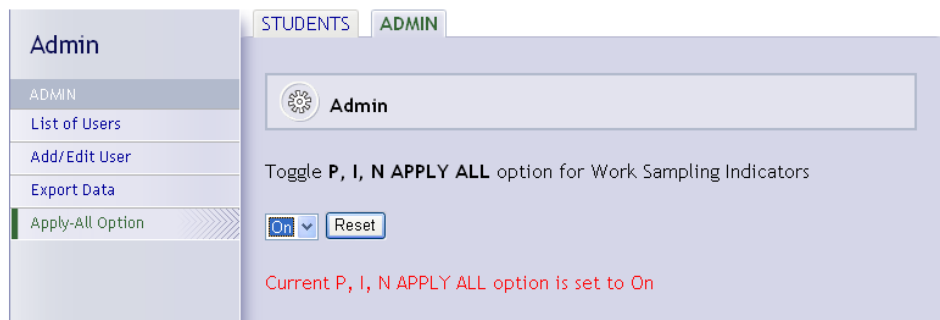 STUDENTS
ADMIN
Admin
ADMIN
List of Users
Add/Edit User
Export Data
Apply-All Option
Admin
Toggle P, I, N APPLY ALL option for Work Sampling Indicators
On Reset
Current P, I, N APPLY ALL option is set to On